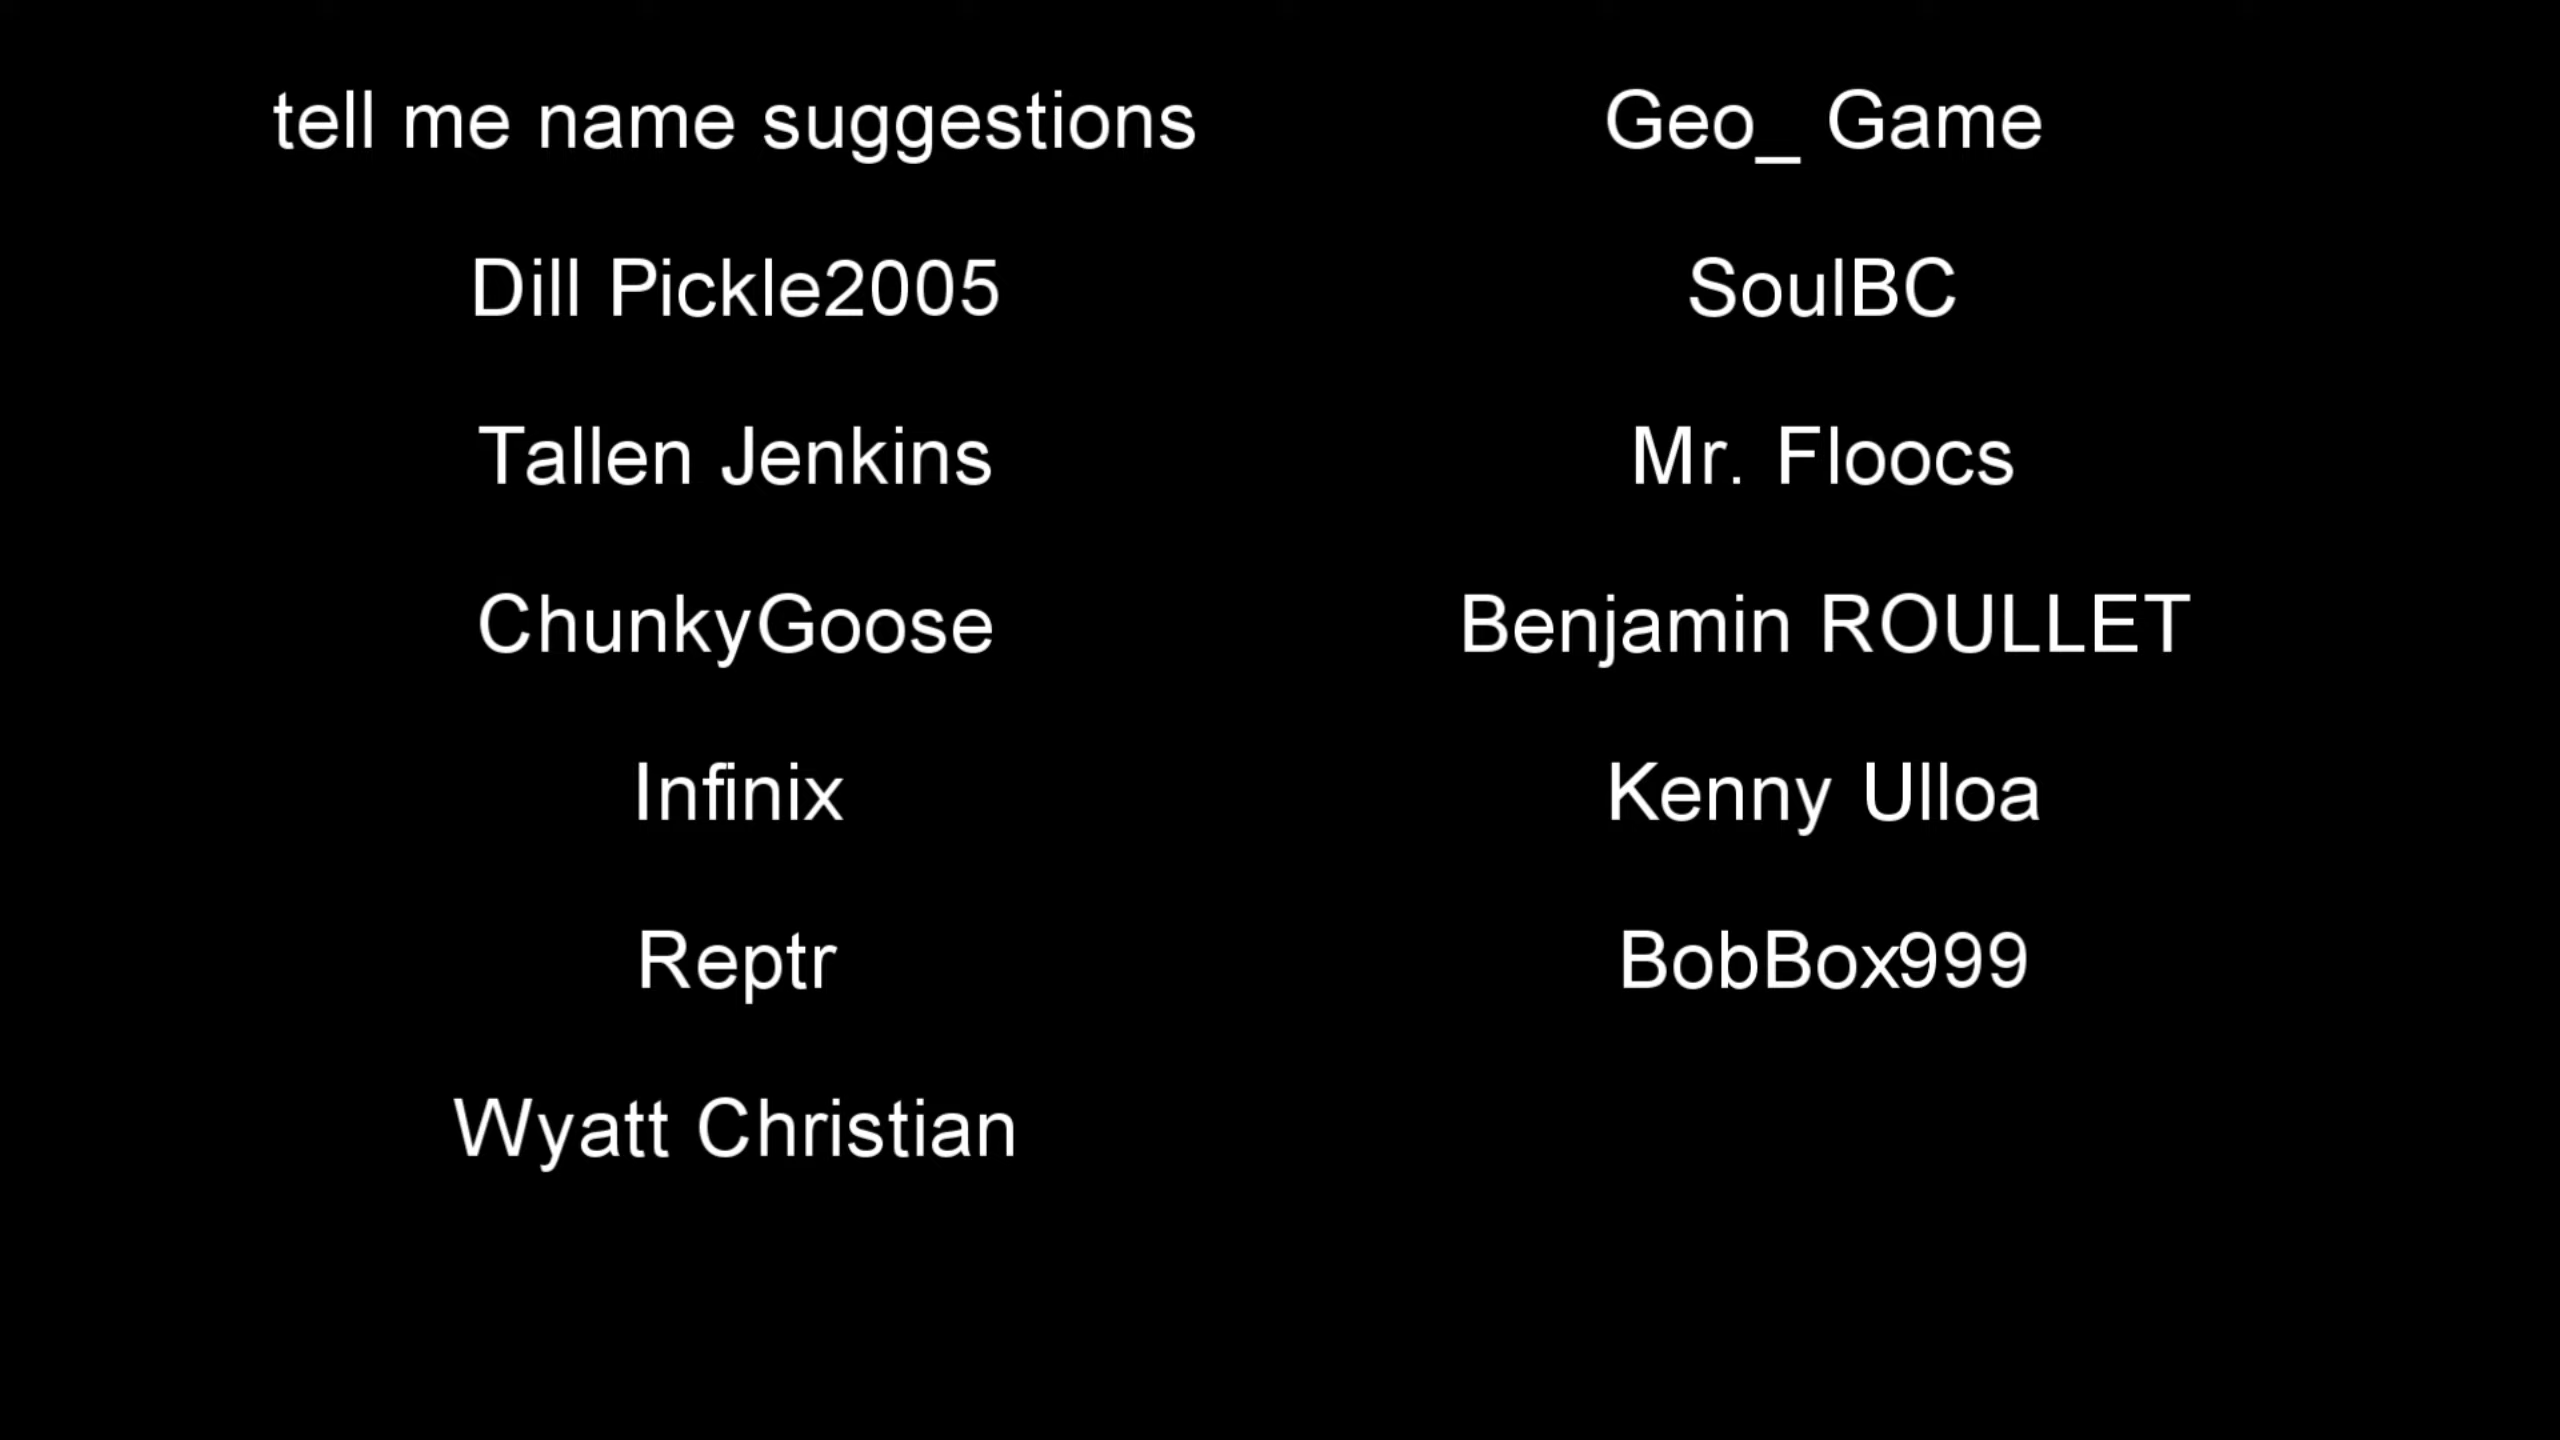 tell me name suggestions
Dill Pickle2005
Tallen Jenkins
ChunkyGoose
Infinix
Reptr
Wyatt Christian
Geo_ Game
SoulBC
Mr. Floocs
Benjamin ROULLET
Kenny Ulloa
BobBox999